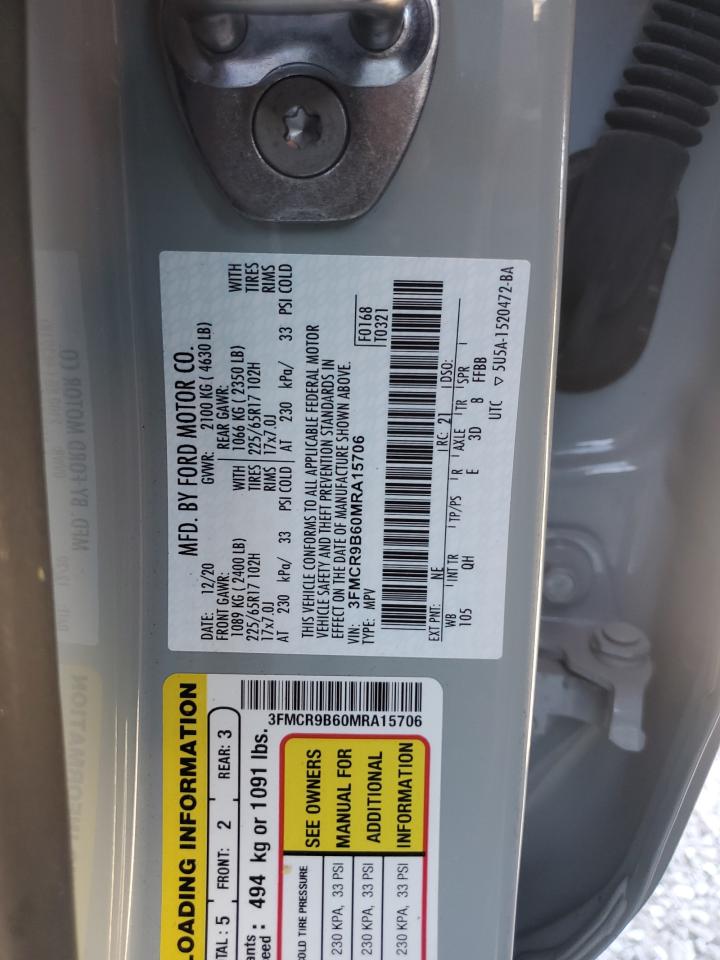 MFD. BY FORD MOTOR CO.
DATE: 12/20 GVWR: 2100 KG ( 4630 LB)
FRONT GAWR: REAR GAWR: WITH
1089 KG ( 2400 LB) WITH 1066 KG ( 2350 LB) TIRES
225/65R17 102H TIRES 225/65R17 102H RIMS
17x7.0J RIMS 17x7.0J
AT 230 kPa/ 33 PSI COLD AT 230 kPa/ 33 PSI COLD
THIS VEHICLE CONFORMS TO ALL APPLICABLE FEDERAL MOTOR
VEHICLE SAFETY AND THEFT PREVENTION STANDARDS IN
EFFECT ON THE DATE OF MANUFACTURE SHOWN ABOVE.
VIN: 3FMCR9B60MRA15706
TYPE: MPV
F0168
T0321
EXT PNT: NE RC: 21 DSO:
WB INT TR TP/PS R AXLE TR SPR
105 QH E 3D 8 FFBB
UTC ▽ 5U5A-1520472-BA
LOADING INFORMATION
TAL : 5 FRONT: 2 REAR: 3
ants :
eed : 494 kg or 1091 lbs.
3FMCR9B60MRA15706
COLD TIRE PRESSURE
230 KPA, 33 PSI
230 KPA, 33 PSI
230 KPA, 33 PSI
SEE OWNERS
MANUAL FOR
ADDITIONAL
INFORMATION